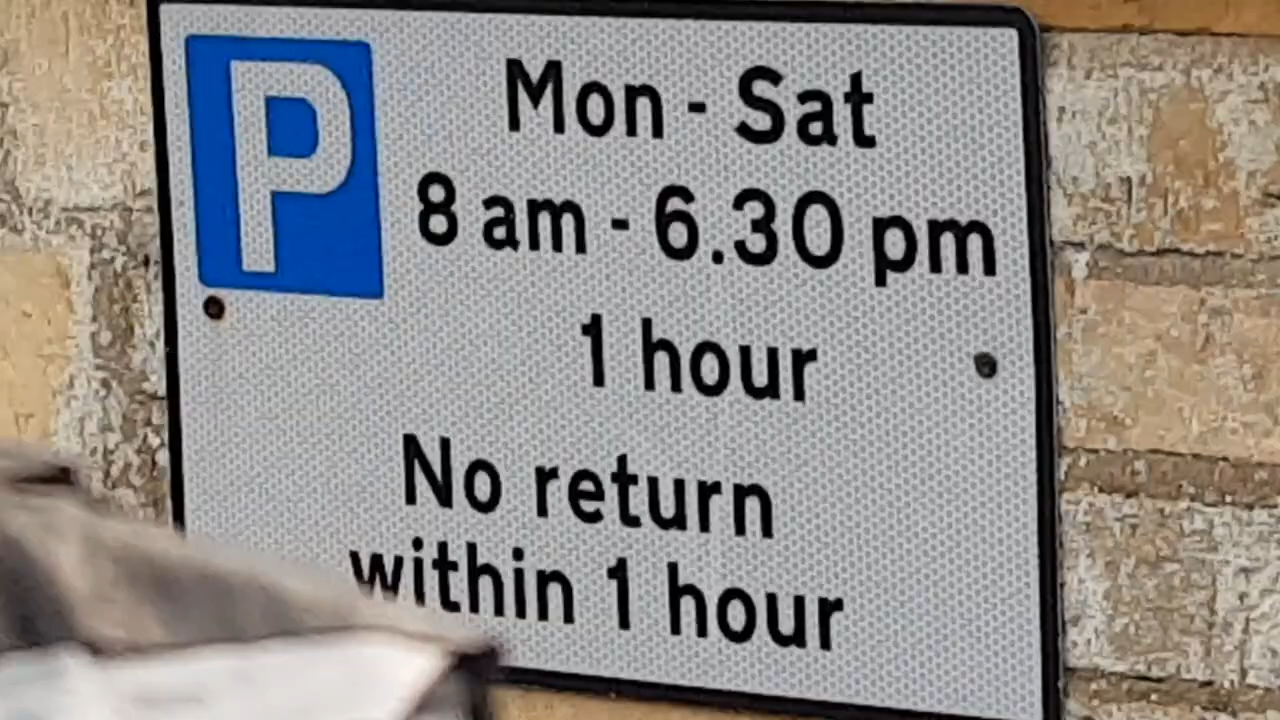 P
Mon - Sat
8 am - 6.30 pm
1 hour
No return
within 1 hour